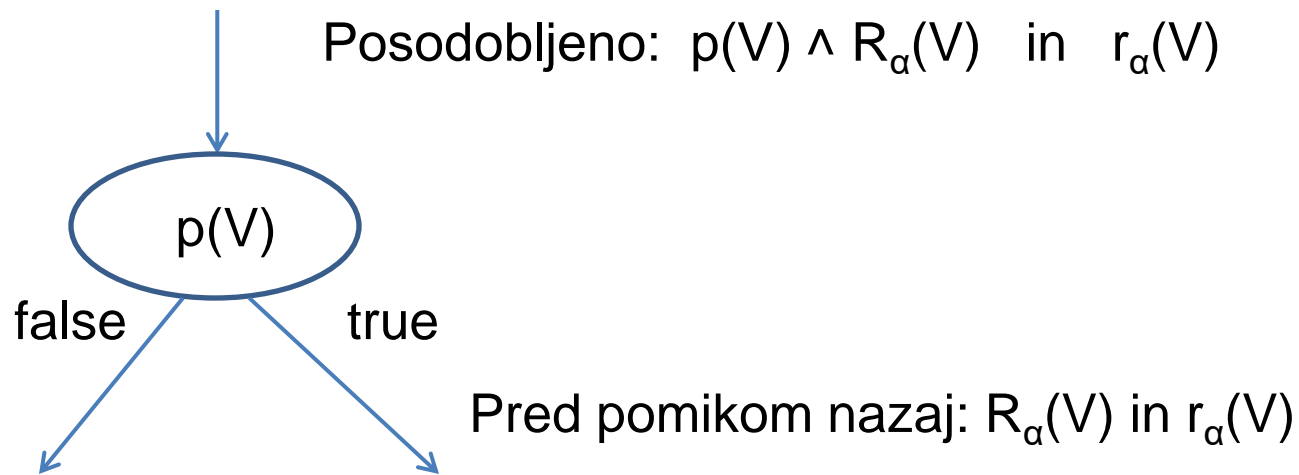 Posodobljeno: p(V) ∧ Rα(V) in rα(V)
p(V)
false true
Pred pomikom nazaj: Rα(V) in rα(V)